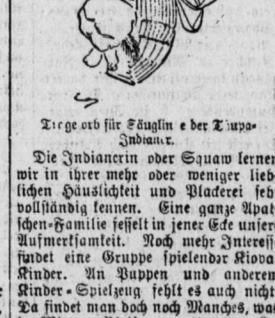 Tragekorb für Säuglinge der Tzupa-
Indianer.
Die Indianerin oder Squaw lernen
wir in ihrer mehr oder weniger lieb-
lichen Häuslichkeit und Plackerei seh
vollständig kennen. Eine ganze Apat
schen-Familie fesselt in jener Ecke unser
Aufmerksamkeit. Noch mehr Interess
findet eine Gruppe spielender Kiova
Kinder. An Puppen und anderem
Kinder-Spielzeug fehlt es auch nicht
Da findet man doch noch Manches, wa